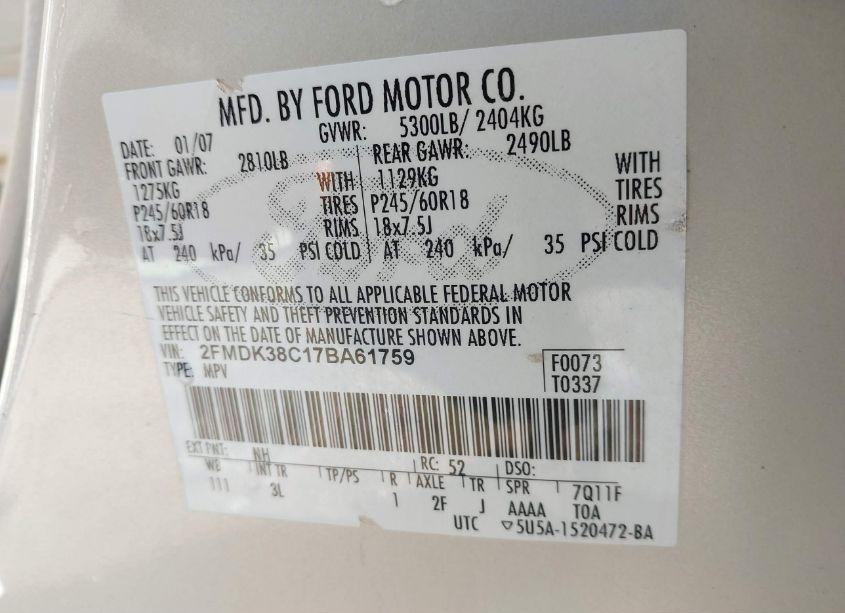 MFD. BY FORD MOTOR CO.
DATE: 01/07 GVWR: 5300LB/ 2404KG
FRONT GAWR: 2810LB REAR GAWR: 2490LB
1275KG WITH 1129KG WITH
P245/60R18 TIRES P245/60R18 TIRES
18x7.5J RIMS 18x7.5J RIMS
AT 240 kPa/ 35 PSI COLD AT 240 kPa/ 35 PSI COLD
Ford
THIS VEHICLE CONFORMS TO ALL APPLICABLE FEDERAL MOTOR
VEHICLE SAFETY AND THEFT PREVENTION STANDARDS IN
EFFECT ON THE DATE OF MANUFACTURE SHOWN ABOVE.
VIN: 2FMDK38C17BA61759 F0073
TYPE: MPV T0337
EXT PNT: NH RC: 52 DSO:
WB INT TR TP/PS R AXLE TR SPR 7Q11F
111 3L 1 2F J AAAA TOA
UTC ▽5U5A-1520472-BA